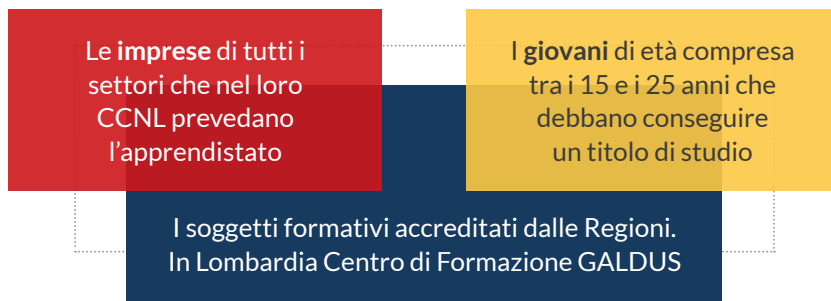 Le imprese di tutti i
settori che nel loro
CCNL prevedano
l'apprendistato
I giovani di età compresa
tra i 15 e i 25 anni che
debbano conseguire
un titolo di studio
I soggetti formativi accreditati dalle Regioni.
In Lombardia Centro di Formazione GALDUS